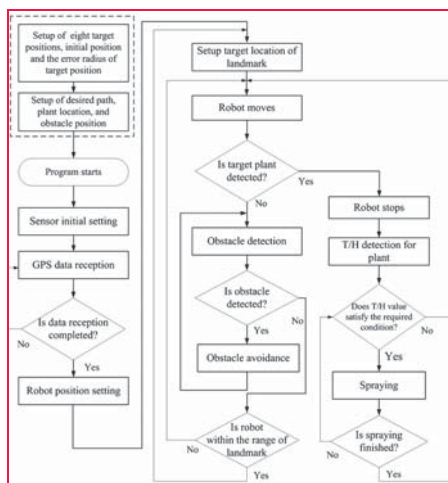 Setup of eight target
positions, initial position
and the error radius of
target position
Setup of desired path,
plant location, and
obstacle position
Program starts
Sensor initial setting
GPS data reception
Is data reception
completed?
No
Yes
Robot position setting
Setup target location of
landmark
Robot moves
Is target plant
detected?
Yes
No
Obstacle detection
Is obstacle
detected?
Yes
No
Obstacle avoidance
Is robot
within the range of
landmark
No
Yes
Robot stops
T/H detection for
plant
Does T/H value
satisfy the required
condition?
No
Yes
Spraying
Is spraying
finished?
No
Yes